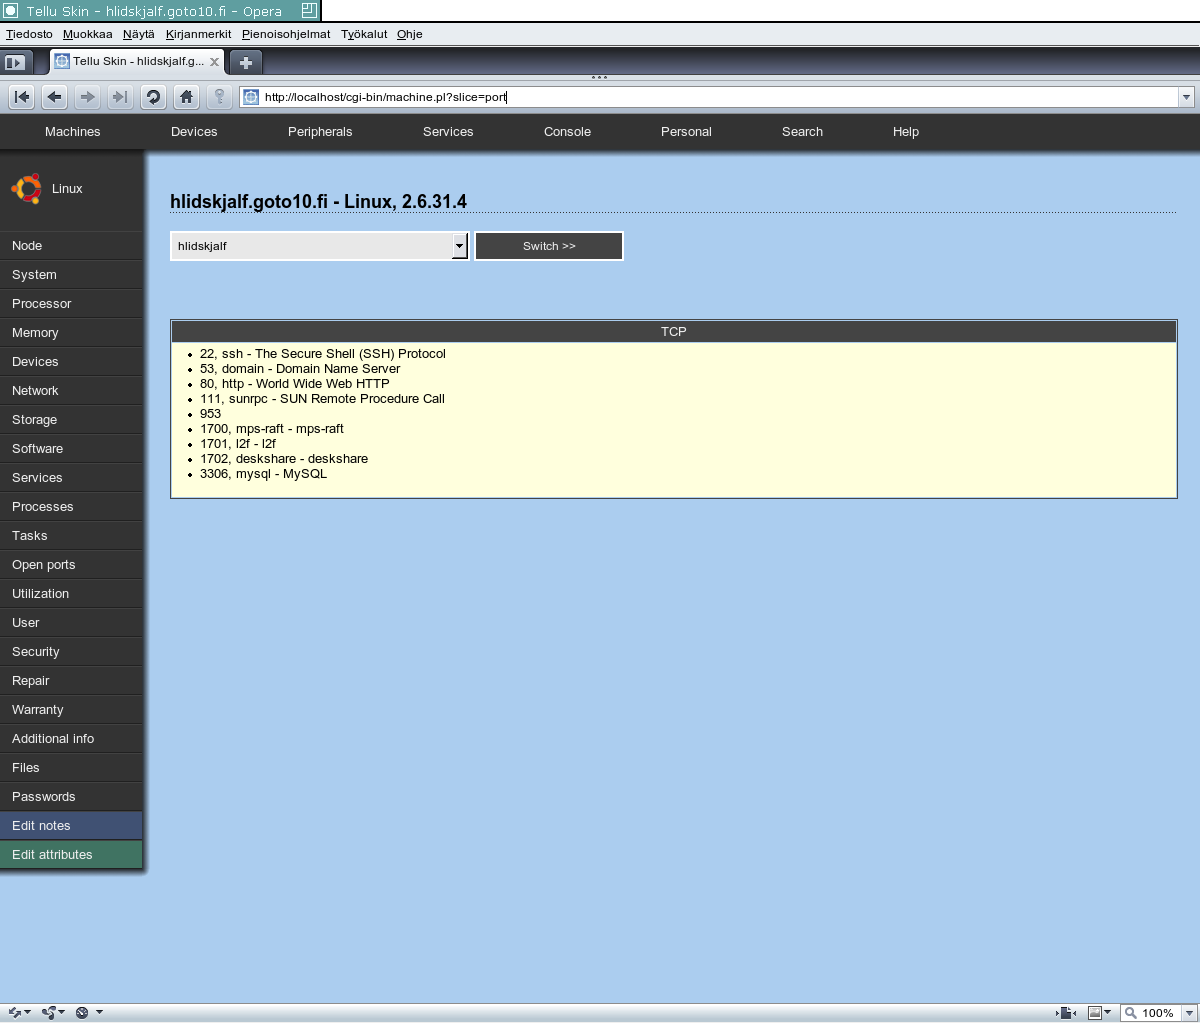 Tellu Skin - hlidskjalf.goto10.fi - Opera
Tiedosto Muokkaa Näytä Kirjanmerkit Pienoisohjelmat Työkalut Ohje
Tellu Skin - hlidskjalf.g...
http://localhost/cgi-bin/machine.pl?slice=port
Machines Devices Peripherals Services Console Personal Search Help
Linux
hlidskjalf.goto10.fi - Linux, 2.6.31.4
hlidskjalf Switch >>
Node
System
Processor
Memory
Devices
Network
Storage
Software
Services
Processes
Tasks
Open ports
Utilization
User
Security
Repair
Warranty
Additional info
Files
Passwords
Edit notes
Edit attributes
TCP
22, ssh - The Secure Shell (SSH) Protocol
53, domain - Domain Name Server
80, http - World Wide Web HTTP
111, sunrpc - SUN Remote Procedure Call
953
1700, mps-raft - mps-raft
1701, l2f - l2f
1702, deskshare - deskshare
3306, mysql - MySQL
100%